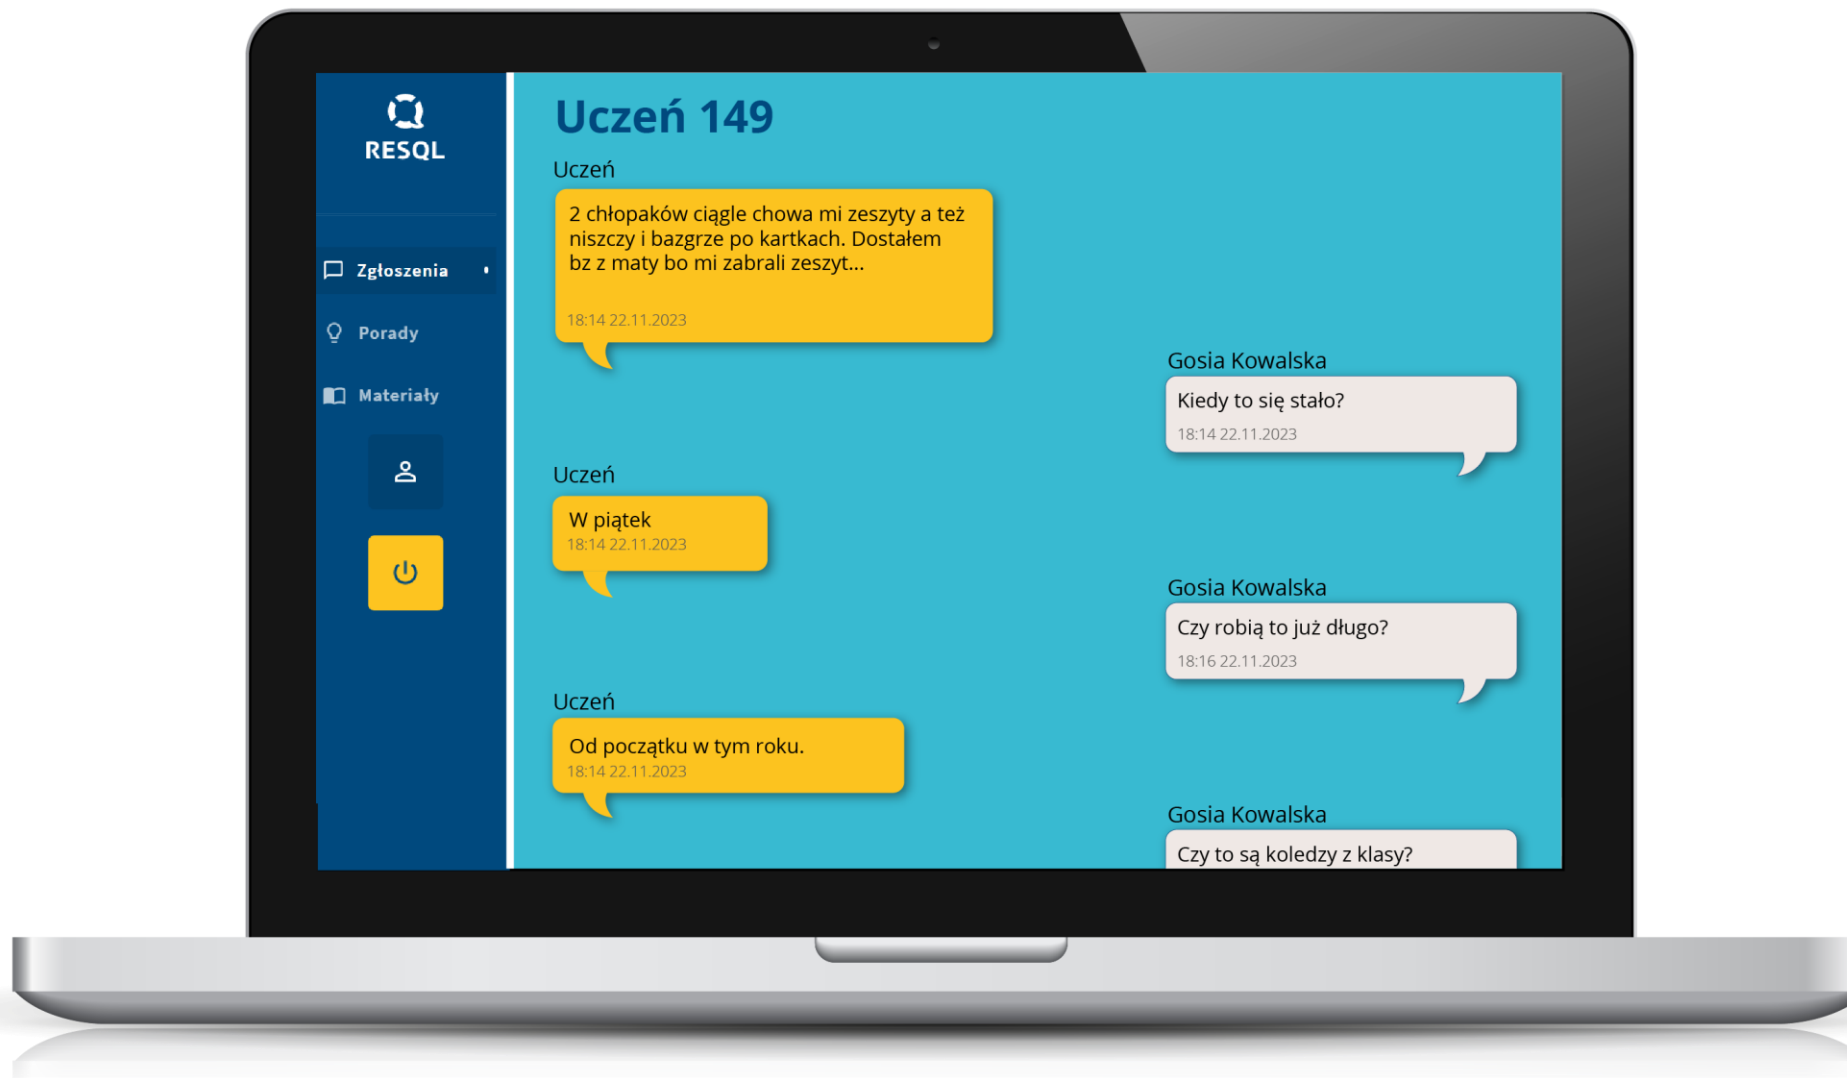 RESQL
Zgłoszenia
Porady
Materiały
Uczeń 149
Uczeń
2 chłopaków ciągle chowa mi zeszyty a też
niszczy i bazgrze po kartkach. Dostałem
bz z maty bo mi zabrali zeszyt...
18:14 22.11.2023
Gosia Kowalska
Kiedy to się stało?
18:14 22.11.2023
Uczeń
W piątek
18:14 22.11.2023
Gosia Kowalska
Czy robią to już długo?
18:16 22.11.2023
Uczeń
Od początku w tym roku.
18:14 22.11.2023
Gosia Kowalska
Czy to są koledzy z klasy?